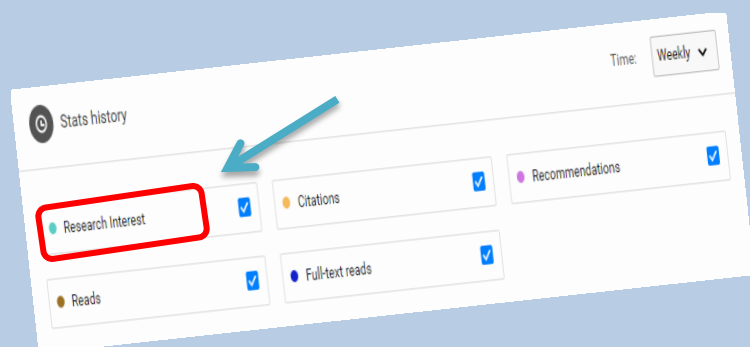 Stats history
Time: Weekly
Research Interest
Citations
Recommendations
Reads
Full-text reads